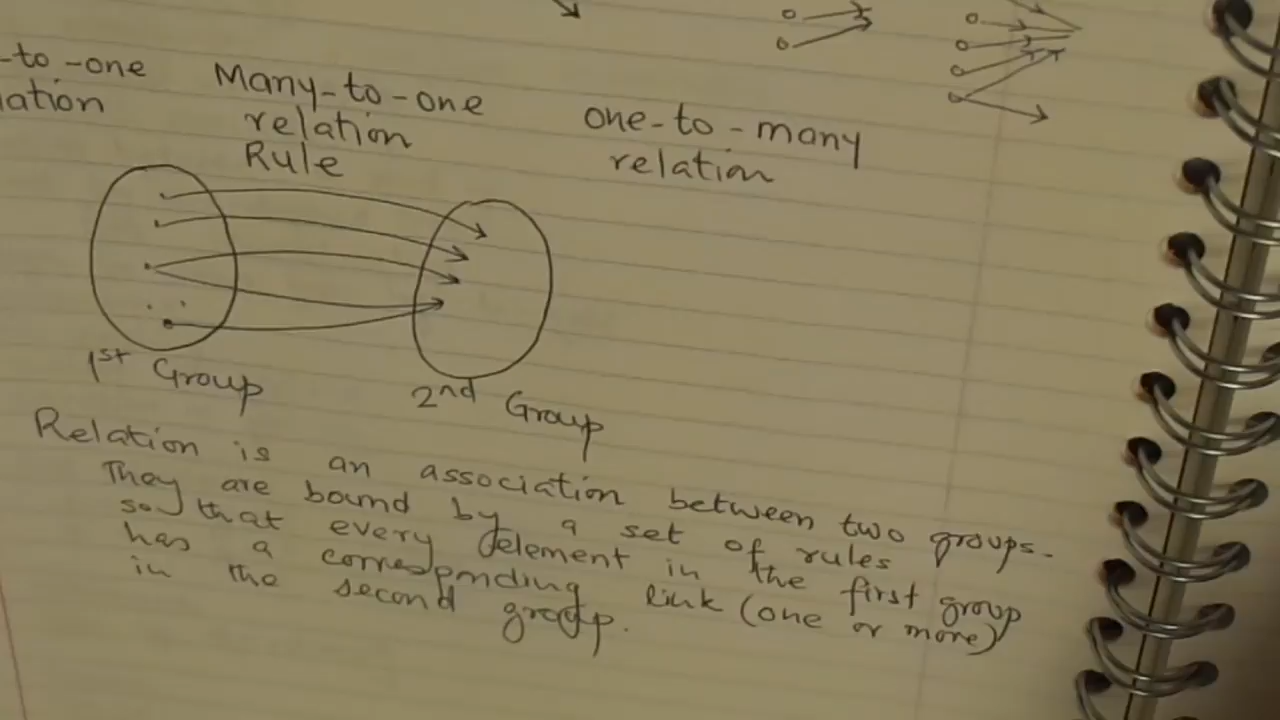 -to-one
lation
Many-to-one
relation
Rule
one-to-many
relation
1st Group
2nd Group
Relation is an association between two groups.
They are bound by a set of rules
so that every element in the first group
has a corresponding link (one or more)
in the second group.